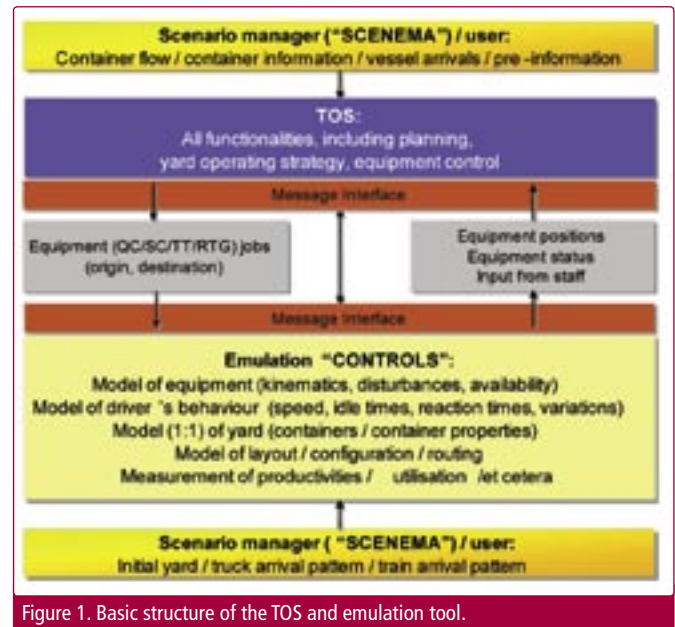 Scenario manager ("SCENEMA") / user:
Container flow / container information / vessel arrivals / pre -information
TOS:
All functionalities, including planning,
yard operating strategy, equipment control
Message Interface
Equipment (QC/SC/TT/RTG) jobs
(origin, destination)
Equipment positions
Equipment status
Input from staff
Message Interface
Emulation "CONTROLS":
Model of equipment (kinematics, disturbances, availability)
Model of driver 's behaviour (speed, idle times, reaction times, variations)
Model (1:1) of yard (containers / container properties)
Model of layout / configuration / routing
Measurement of productivities / utilisation /et cetera
Scenario manager ( "SCENEMA") / user:
Initial yard / truck arrival pattern / train arrival pattern
Figure 1. Basic structure of the TOS and emulation tool.